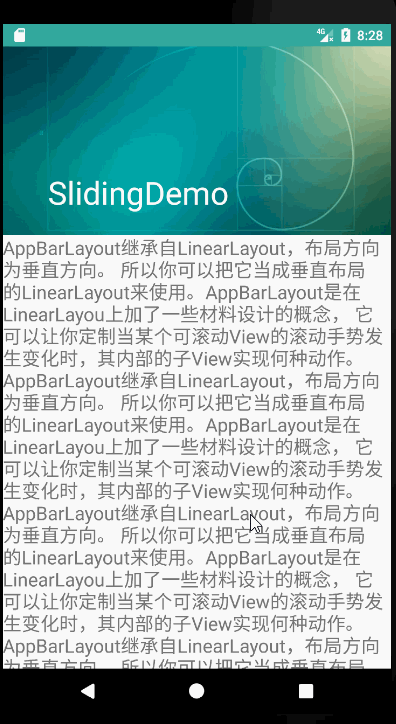 4G 8:28
SlidingDemo
AppBarLayout继承自LinearLayout，布局方向
为垂直方向。 所以你可以把它当成垂直布局
的LinearLayout来使用。AppBarLayout是在
LinearLayou上加了一些材料设计的概念， 它
可以让你定制当某个可滚动View的滚动手势发
生变化时，其内部的子View实现何种动作。
AppBarLayout继承自LinearLayout，布局方向
为垂直方向。 所以你可以把它当成垂直布局
的LinearLayout来使用。AppBarLayout是在
LinearLayou上加了一些材料设计的概念， 它
可以让你定制当某个可滚动View的滚动手势发
生变化时，其内部的子View实现何种动作。
AppBarLayout继承自LinearLayout，布局方向
为垂直方向。 所以你可以把它当成垂直布局
的LinearLayout来使用。AppBarLayout是在
LinearLayou上加了一些材料设计的概念， 它
可以让你定制当某个可滚动View的滚动手势发
生变化时，其内部的子View实现何种动作。
AppBarLayout继承自LinearLayout，布局方向
为垂直方向。 所以你可以把它当成垂直布局